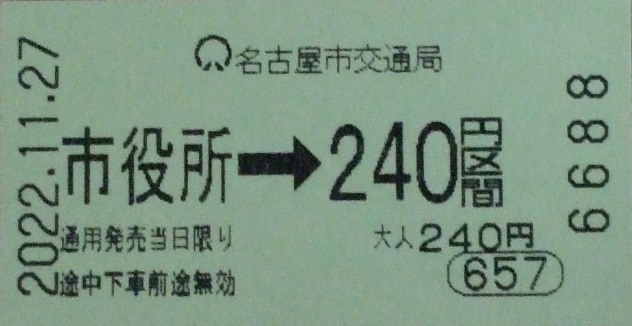 2022.11.27
名古屋市交通局
市役所→240円区間
通用発売当日限り
大人240円
途中下車前途無効
657
6688